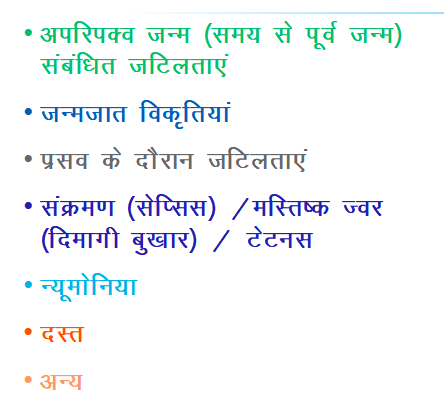 • अपरिपक्व जन्म (समय से पूर्व जन्म)
संबंधित जटिलताएं
• जन्मजात विकृतियां
• प्रसव के दौरान जटिलताएं
• संक्रमण (सेप्सिस) / मस्तिष्क ज्वर
(दिमागी बुखार) / टेटनस
• न्यूमोनिया
• दस्त
• अन्य